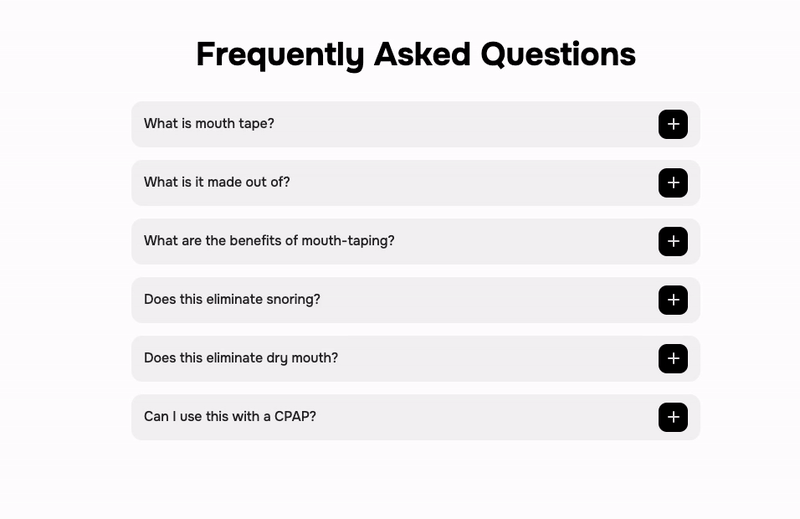 Frequently Asked Questions
What is mouth tape?
What is it made out of?
What are the benefits of mouth-taping?
Does this eliminate snoring?
Does this eliminate dry mouth?
Can I use this with a CPAP?